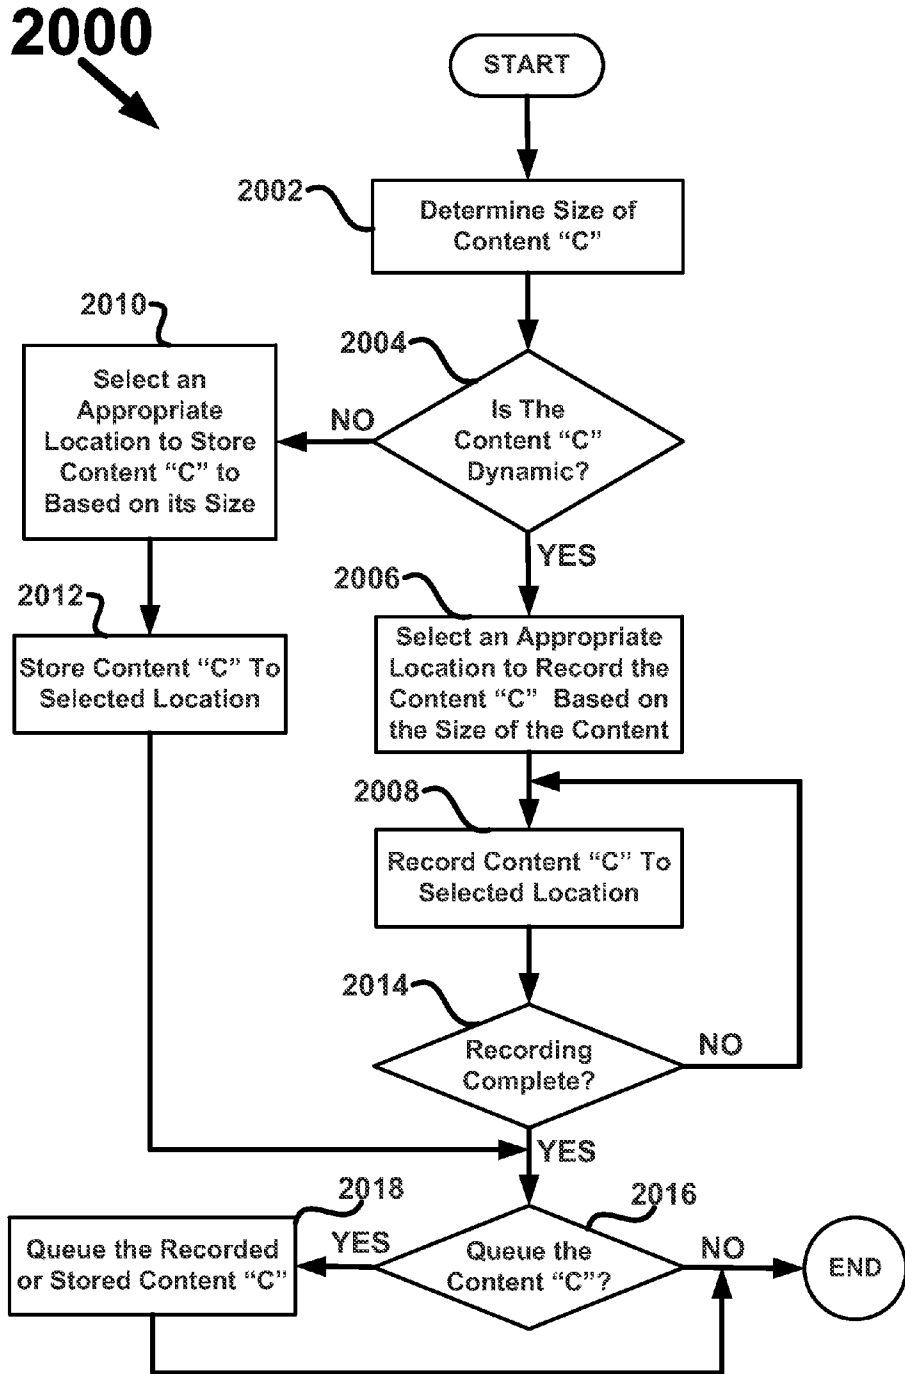 2000
START
2002
Determine Size of
Content “C”
2010
2004
Select an
Appropriate
Location to Store
Content “C” to
Based on its Size
NO
Is The
Content “C”
Dynamic?
YES
2006
2012
Select an Appropriate
Location to Record the
Content “C” Based on
the Size of the Content
Store Content “C” To
Selected Location
2008
Record Content “C” To
Selected Location
2014
Recording
Complete?
NO
YES
2018
2016
Queue the Recorded
or Stored Content “C”
YES
Queue the
Content “C”?
NO
END